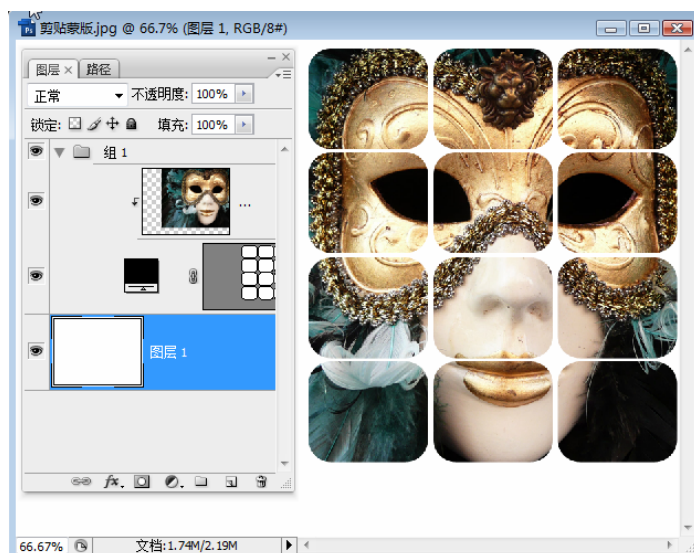 Ps 剪贴蒙版.jpg @ 66.7% (图层 1, RGB/8#)
图层 × 路径
正常 不透明度: 100%
锁定: 填充: 100%
组 1
...
图层 1
fx.
66.67% 文档:1.74M/2.19M